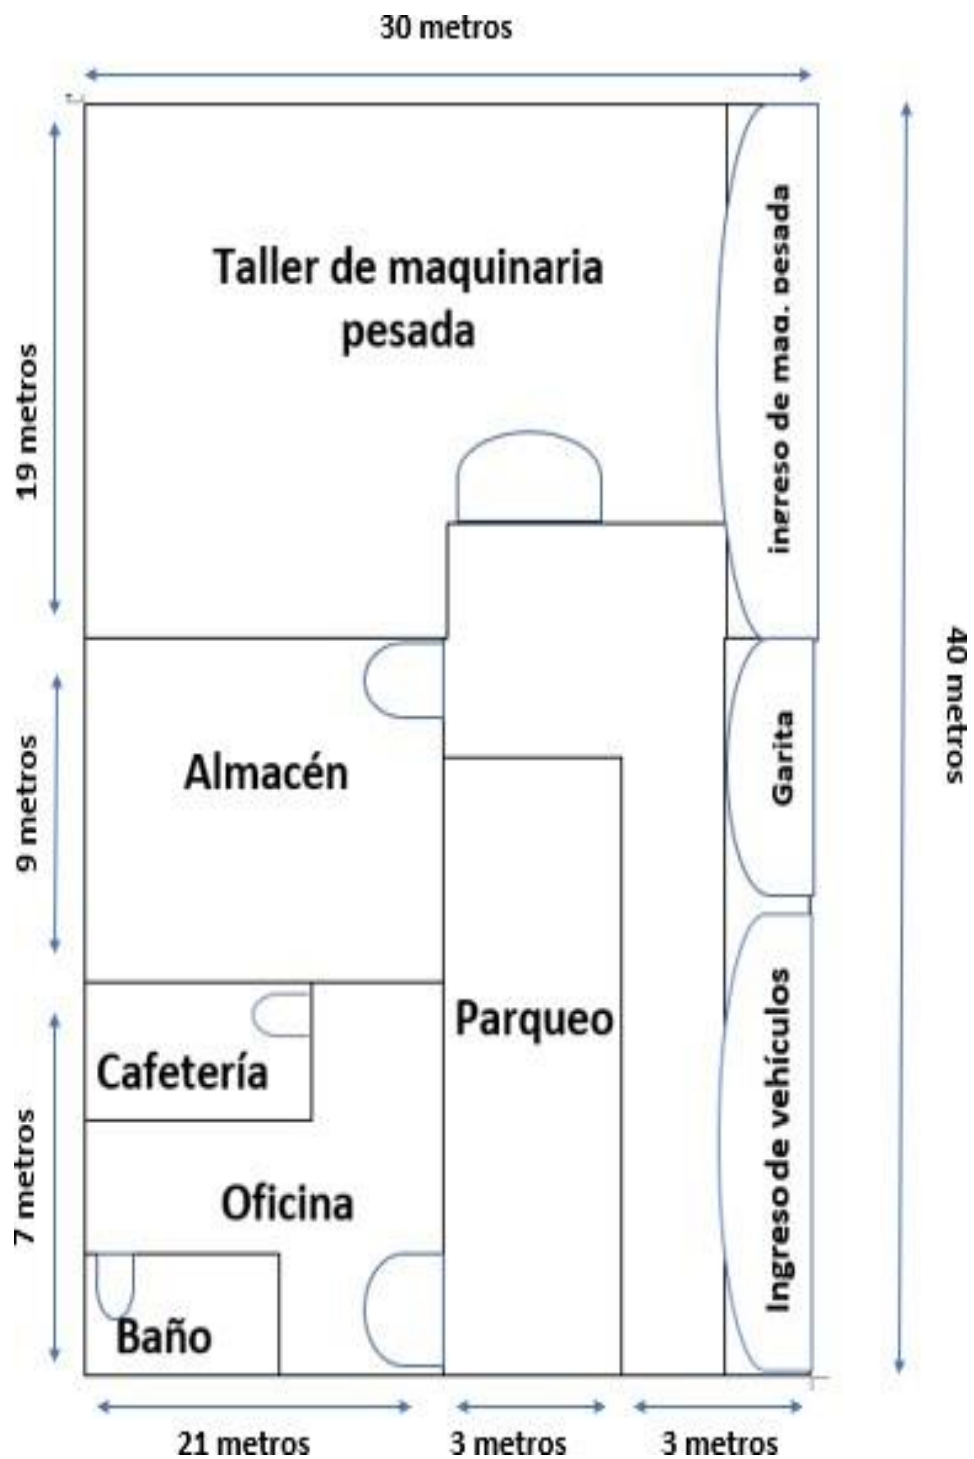 30 metros
Taller de maquinaria
pesada
ingreso de maq. pesada
19 metros
40 metros
Almacén
Garita
9 metros
Cafetería
Parqueo
Ingreso de vehículos
7 metros
Oficina
Baño
21 metros
3 metros
3 metros